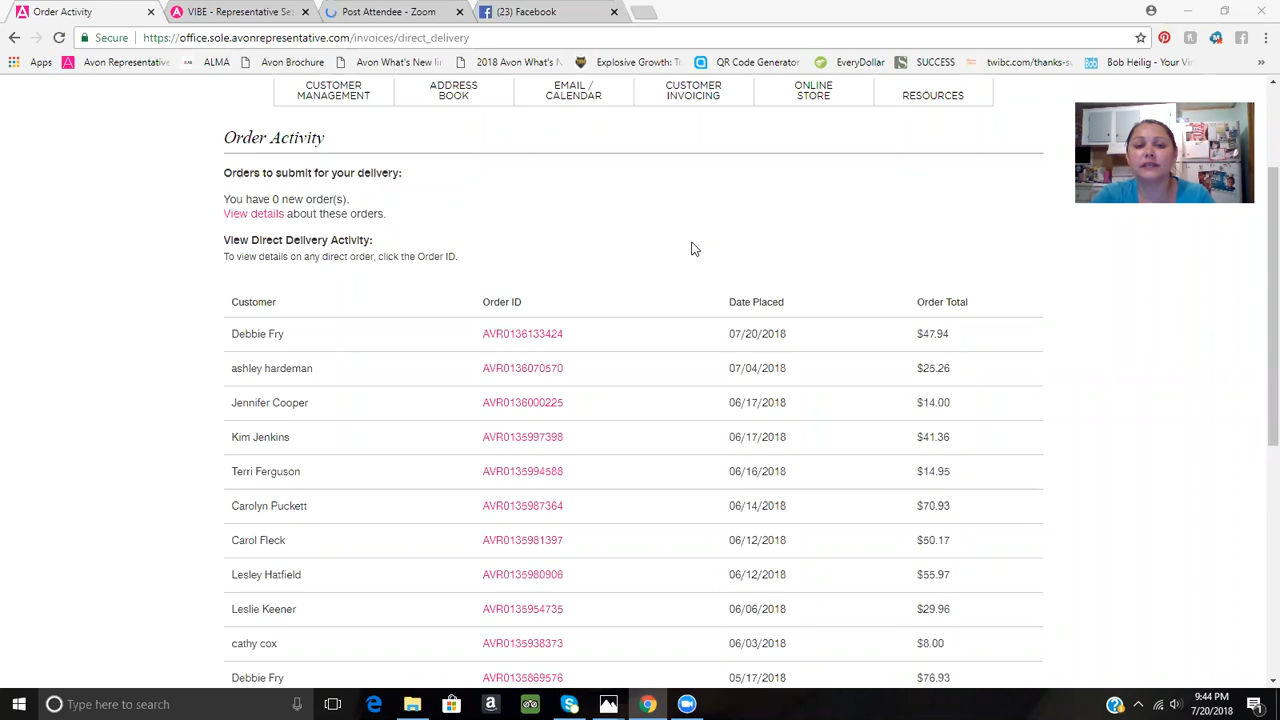 Order Activity
VIBE - Representative Se
Post Attendee - Zoom
(23) Facebook
Secure
https://office.sole.avonrepresentative.com/invoices/direct_delivery
Apps
Avon Representative
ALMA
Avon Brochure
Avon What's New
2018 Avon What's N
Explosive Growth: T
QR Code Generator
EveryDollar
SUCCESS
twibc.com/thanks-s
Bob Heilig - Your Vi
CUSTOMER MANAGEMENT
ADDRESS BOOK
EMAIL / CALENDAR
CUSTOMER INVOICING
ONLINE STORE
RESOURCES
Order Activity
Orders to submit for your delivery:
You have 0 new order(s).
View details about these orders.
View Direct Delivery Activity:
To view details on any direct order, click the Order ID.
Customer Order ID Date Placed Order Total
Debbie Fry AVR0136133424 07/20/2018 $47.94
ashley hardeman AVR0136070570 07/04/2018 $25.26
Jennifer Cooper AVR0136000225 06/17/2018 $14.00
Kim Jenkins AVR0135997398 06/17/2018 $41.36
Terri Ferguson AVR0135994588 06/16/2018 $14.95
Carolyn Puckett AVR0135987364 06/14/2018 $70.93
Carol Fleck AVR0135981397 06/12/2018 $50.17
Lesley Hatfield AVR0135980906 06/12/2018 $55.97
Leslie Keener AVR0135954735 06/06/2018 $29.96
cathy cox AVR0135938373 06/03/2018 $8.00
Debbie Fry AVR0135869576 05/17/2018 $76.93
Type here to search
9:44 PM
7/20/2018